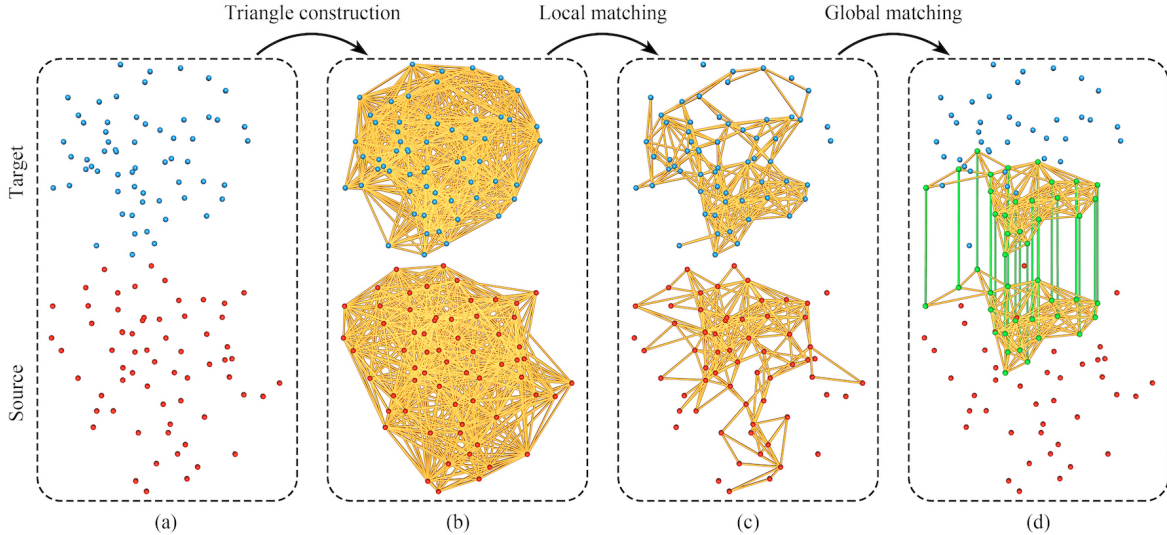 Triangle construction
Local matching
Global matching
Target
Source
(a)
(b)
(c)
(d)